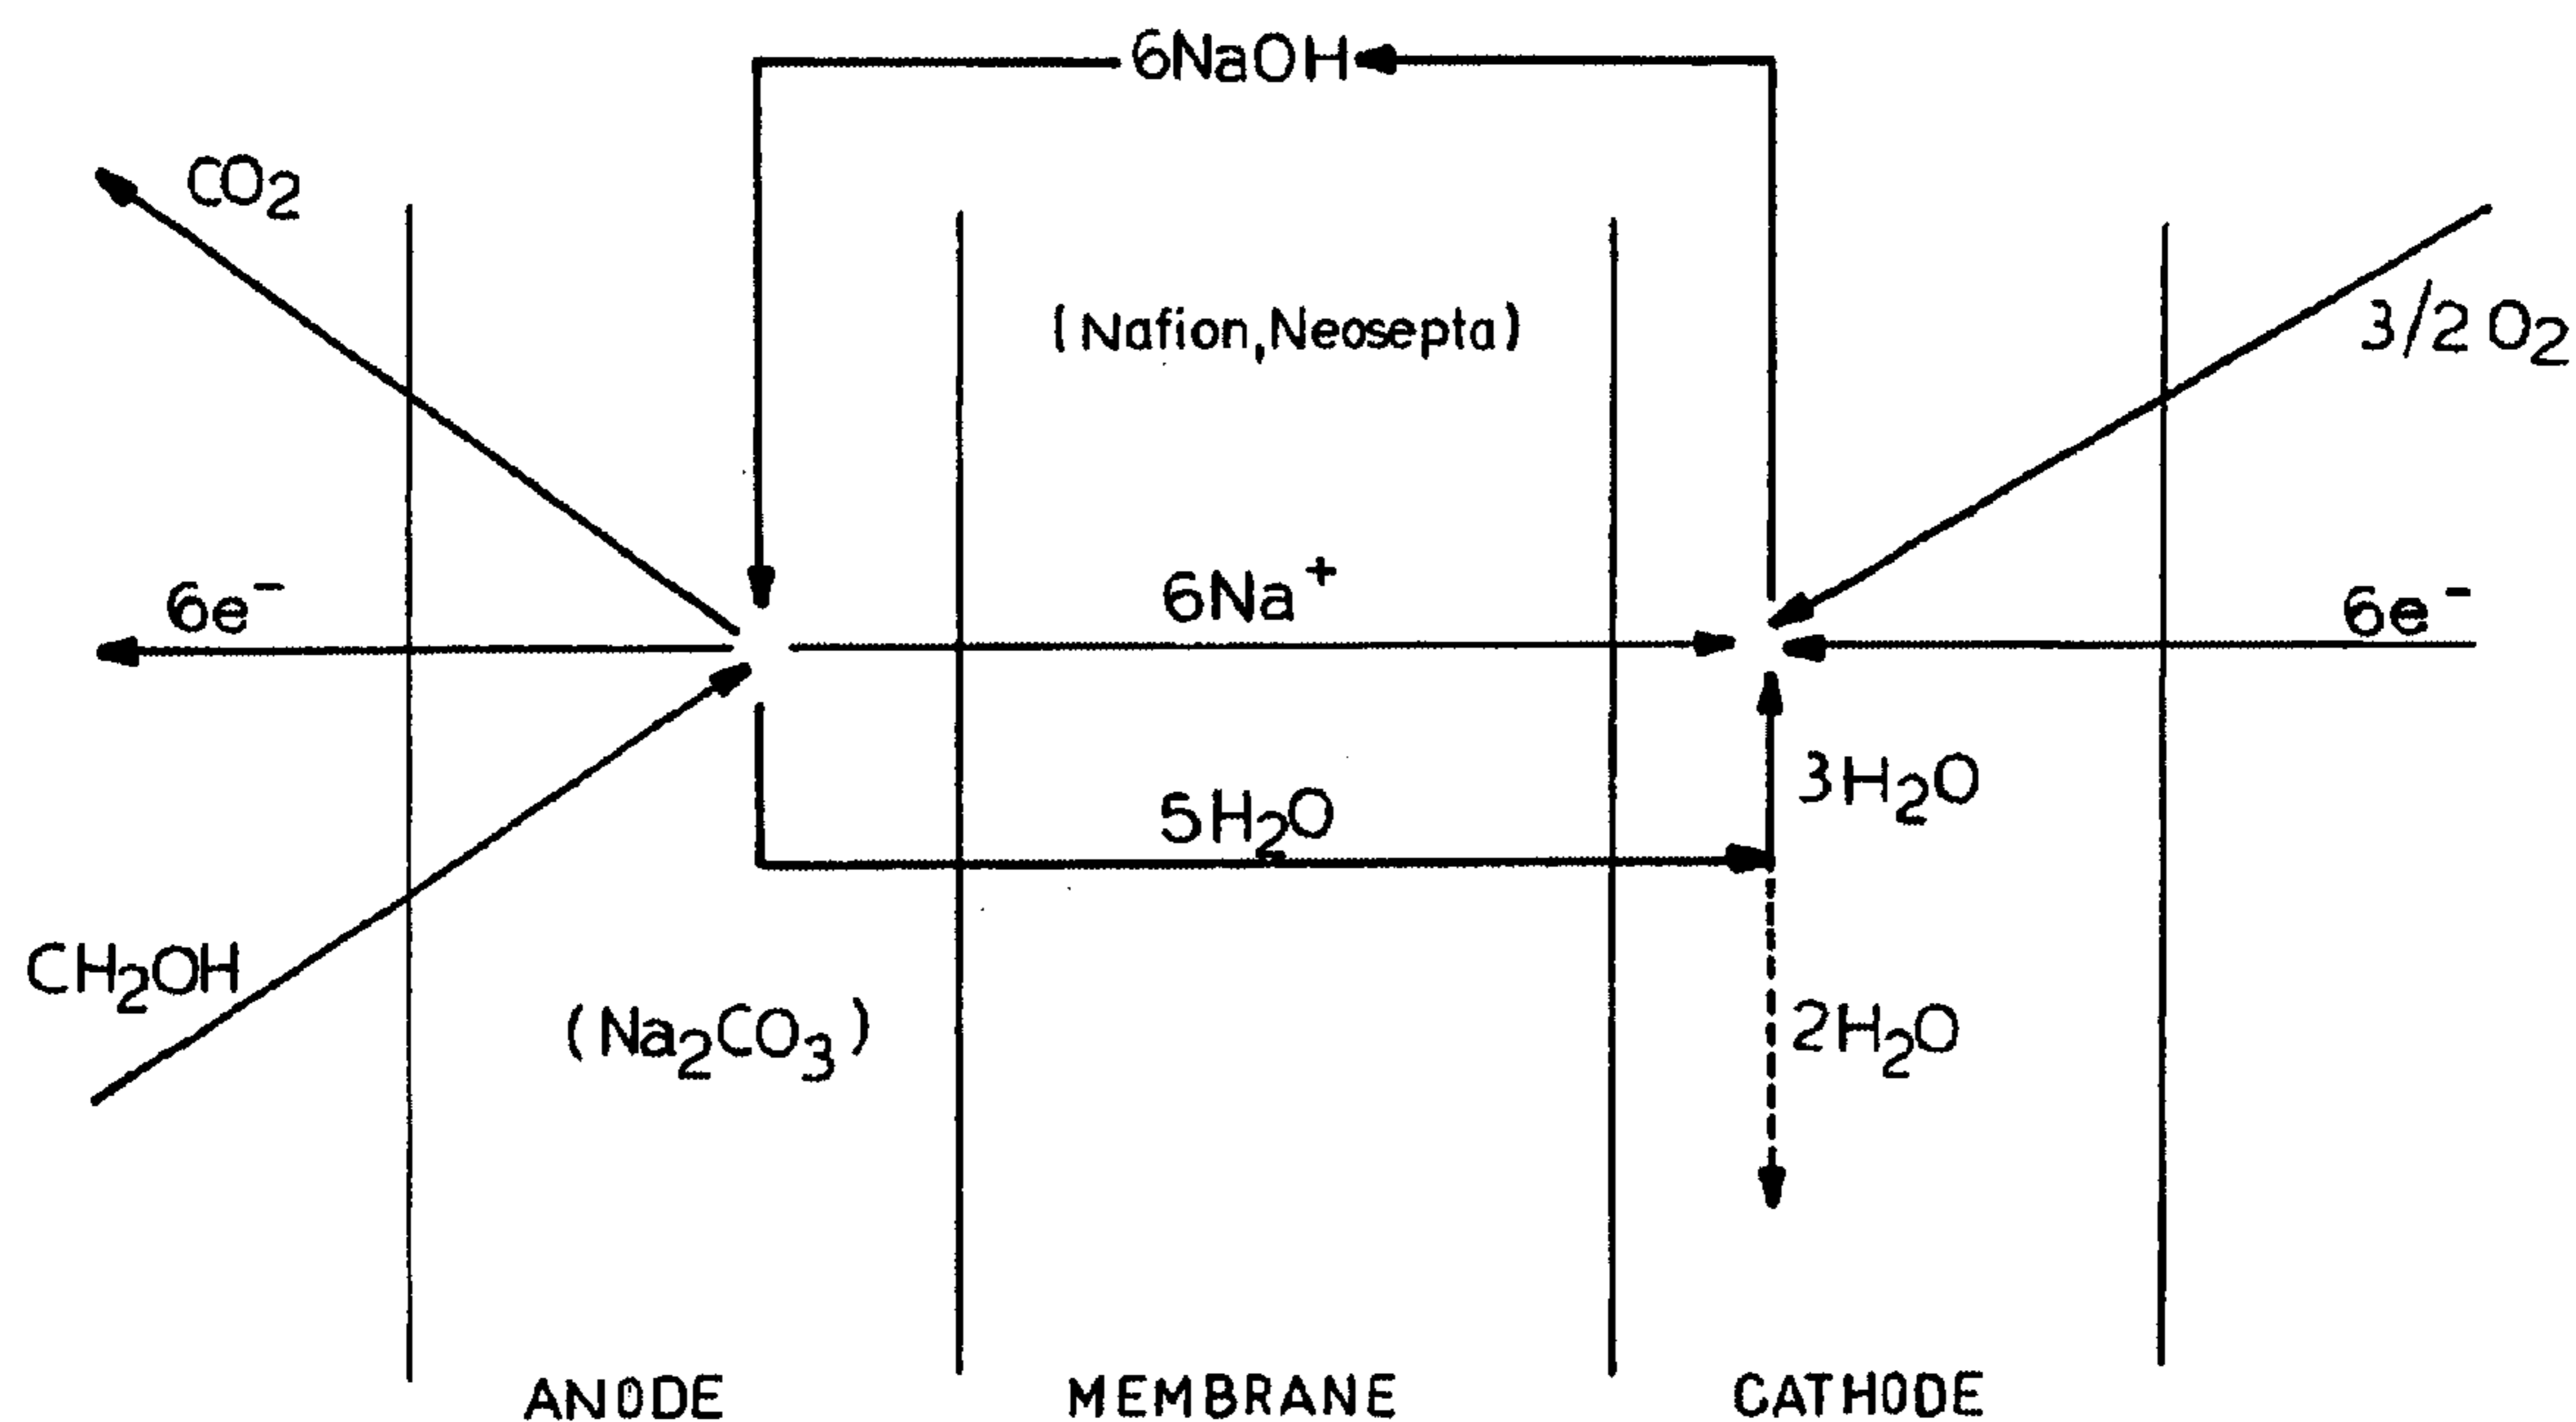 6NaOH
CO2
(Nafion,Neosepta)
3/2 O2
6e-
6Na+
6e-
3H2O
5H2O
CH2OH
(Na2CO3)
2H2O
ANODE
MEMBRANE
CATHODE